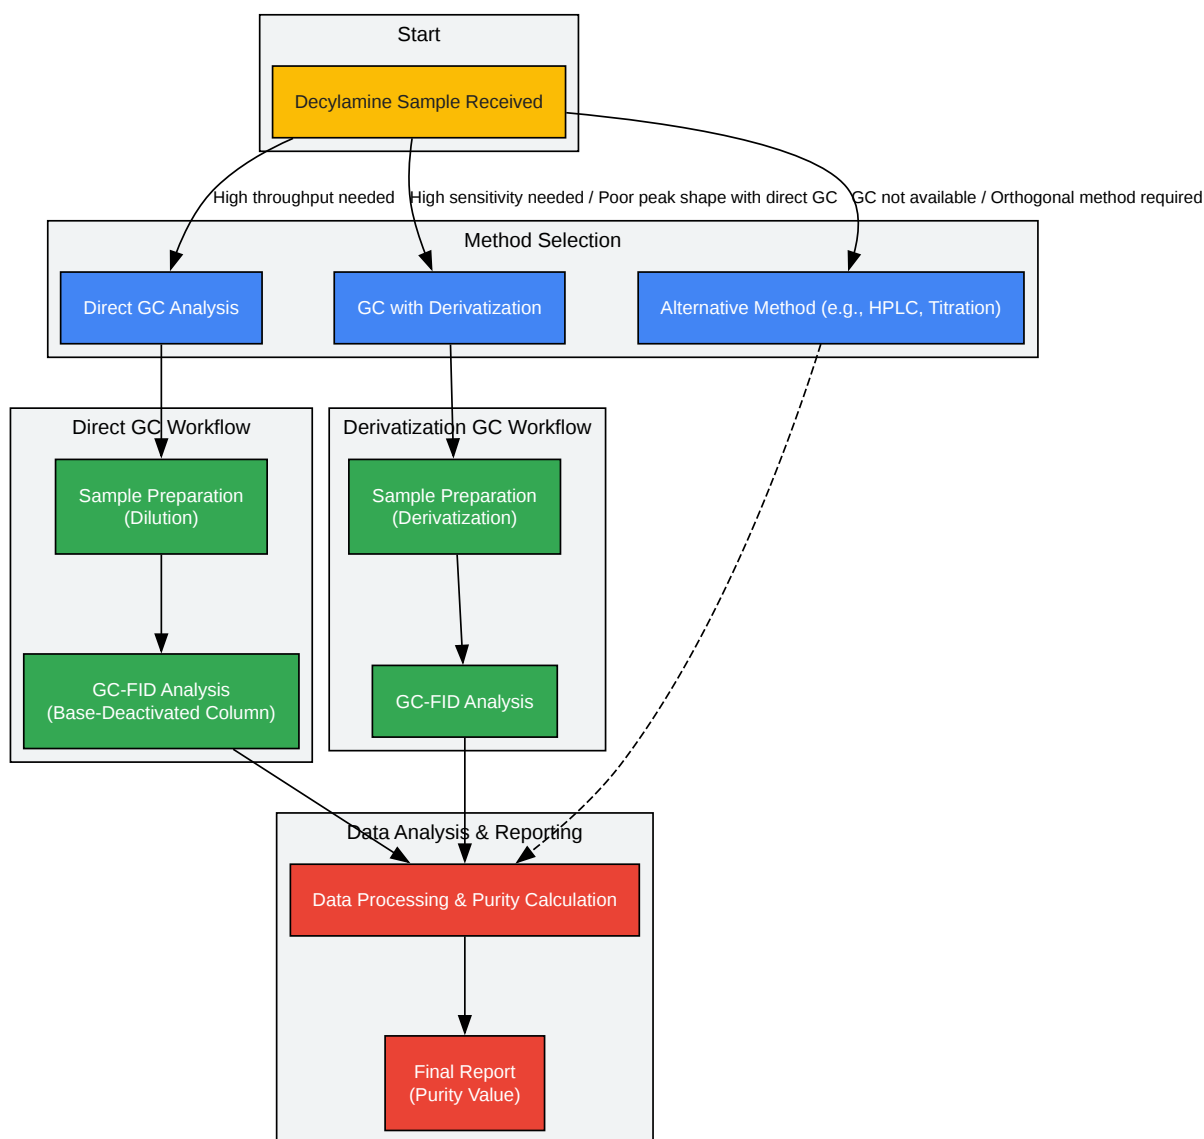 Start
Decylamine Sample Received
High throughput needed
High sensitivity needed / Poor peak shape with direct GC
GC not available / Orthogonal method required
Method Selection
Direct GC Analysis
GC with Derivatization
Alternative Method (e.g., HPLC, Titration)
Direct GC Workflow
Derivatization GC Workflow
Sample Preparation
(Dilution)
Sample Preparation
(Derivatization)
GC-FID Analysis
(Base-Deactivated Column)
GC-FID Analysis
Data Analysis & Reporting
Data Processing & Purity Calculation
Final Report
(Purity Value)